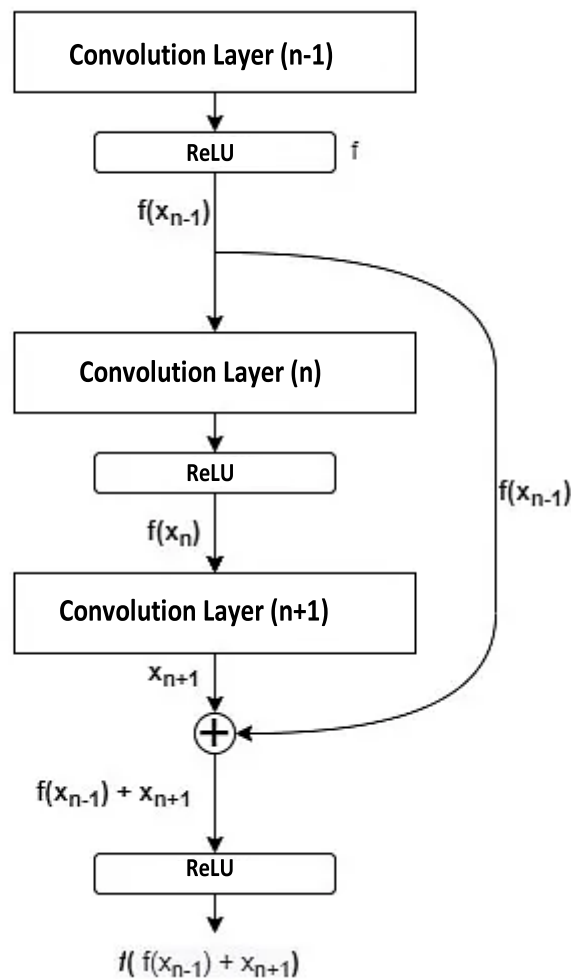 Convolution Layer (n-1)
ReLU
f
f(xₙ₋₁)
Convolution Layer (n)
ReLU
f(xₙ₋₁)
f(xₙ)
Convolution Layer (n+1)
xₙ₊₁
+
f(xₙ₋₁) + xₙ₊₁
ReLU
f( f(xₙ₋₁) + xₙ₊₁)